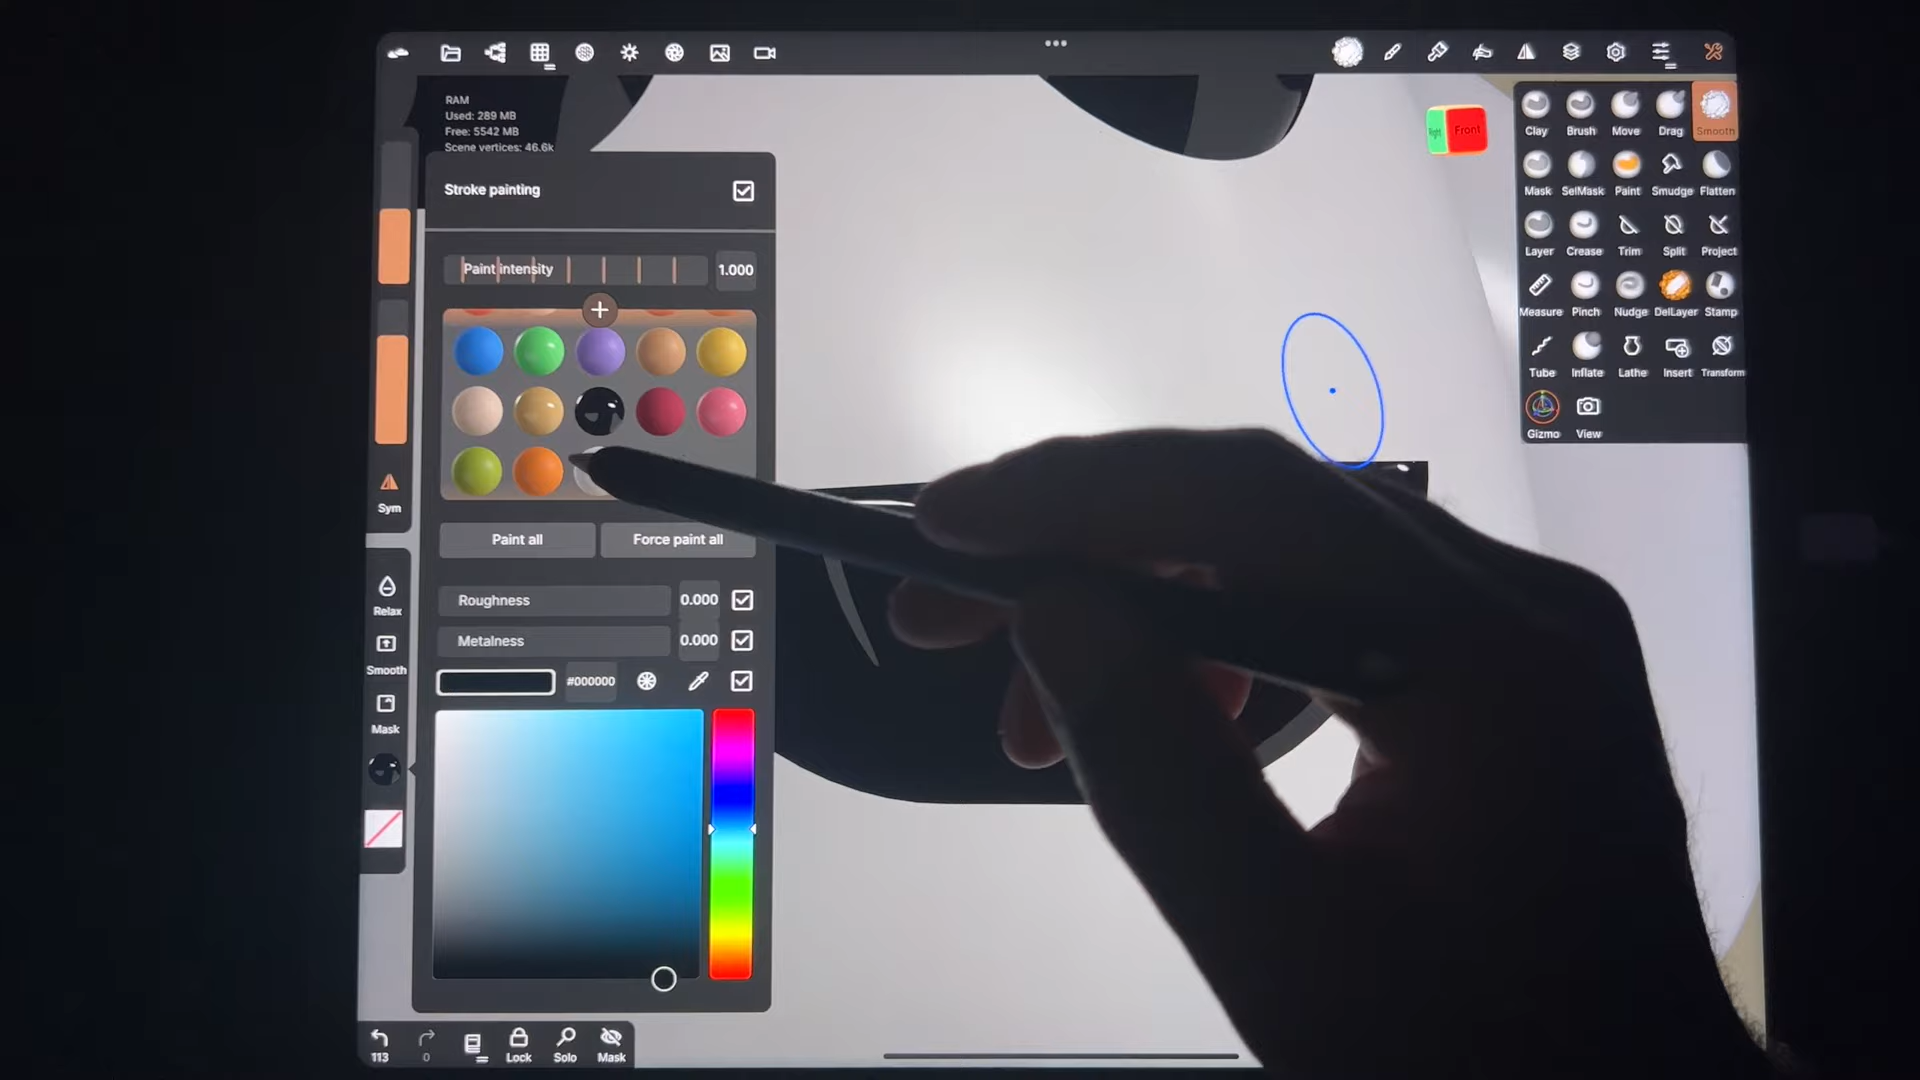 RAM
Used: 289 MB
Free: 5542 MB
Scene vertices: 46.6k
Stroke painting
Paint intensity
1.000
Paint all
Force paint all
Roughness
0.000
Metalness
0.000
#000000
Sym
Relax
Smooth
Mask
113
0
Lock
Solo
Mask
Right
Front
Clay
Brush
Move
Drag
Smooth
Mask
SelMask
Paint
Smudge
Flatten
Layer
Crease
Trim
Split
Project
Measure
Pinch
Nudge
DelLayer
Stamp
Tube
Inflate
Lathe
Insert
Transform
Gizmo
View